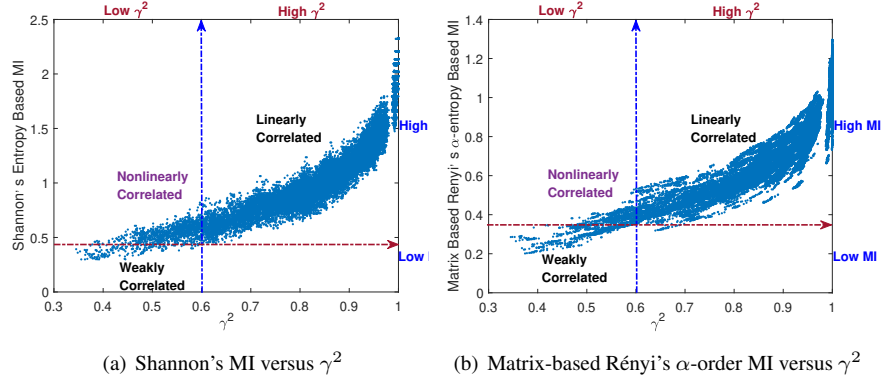 Low γ² High γ²
2.5
2
1.5
1
0.5
0
Shannon's Entropy Based MI
Linearly
Correlated
High
Nonlinearly
Correlated
Low
Weakly
Correlated
0.3 0.4 0.5 0.6 0.7 0.8 0.9 1
γ²
(a) Shannon's MI versus γ²
Low γ² High γ²
1.4
1.2
1
0.8
0.6
0.4
0.2
0
Matrix Based Renyi' s α-entropy Based MI
Linearly
Correlated
High MI
Nonlinearly
Correlated
Low MI
Weakly
Correlated
0.3 0.4 0.5 0.6 0.7 0.8 0.9 1
γ²
(b) Matrix-based Rényi's α-order MI versus γ²